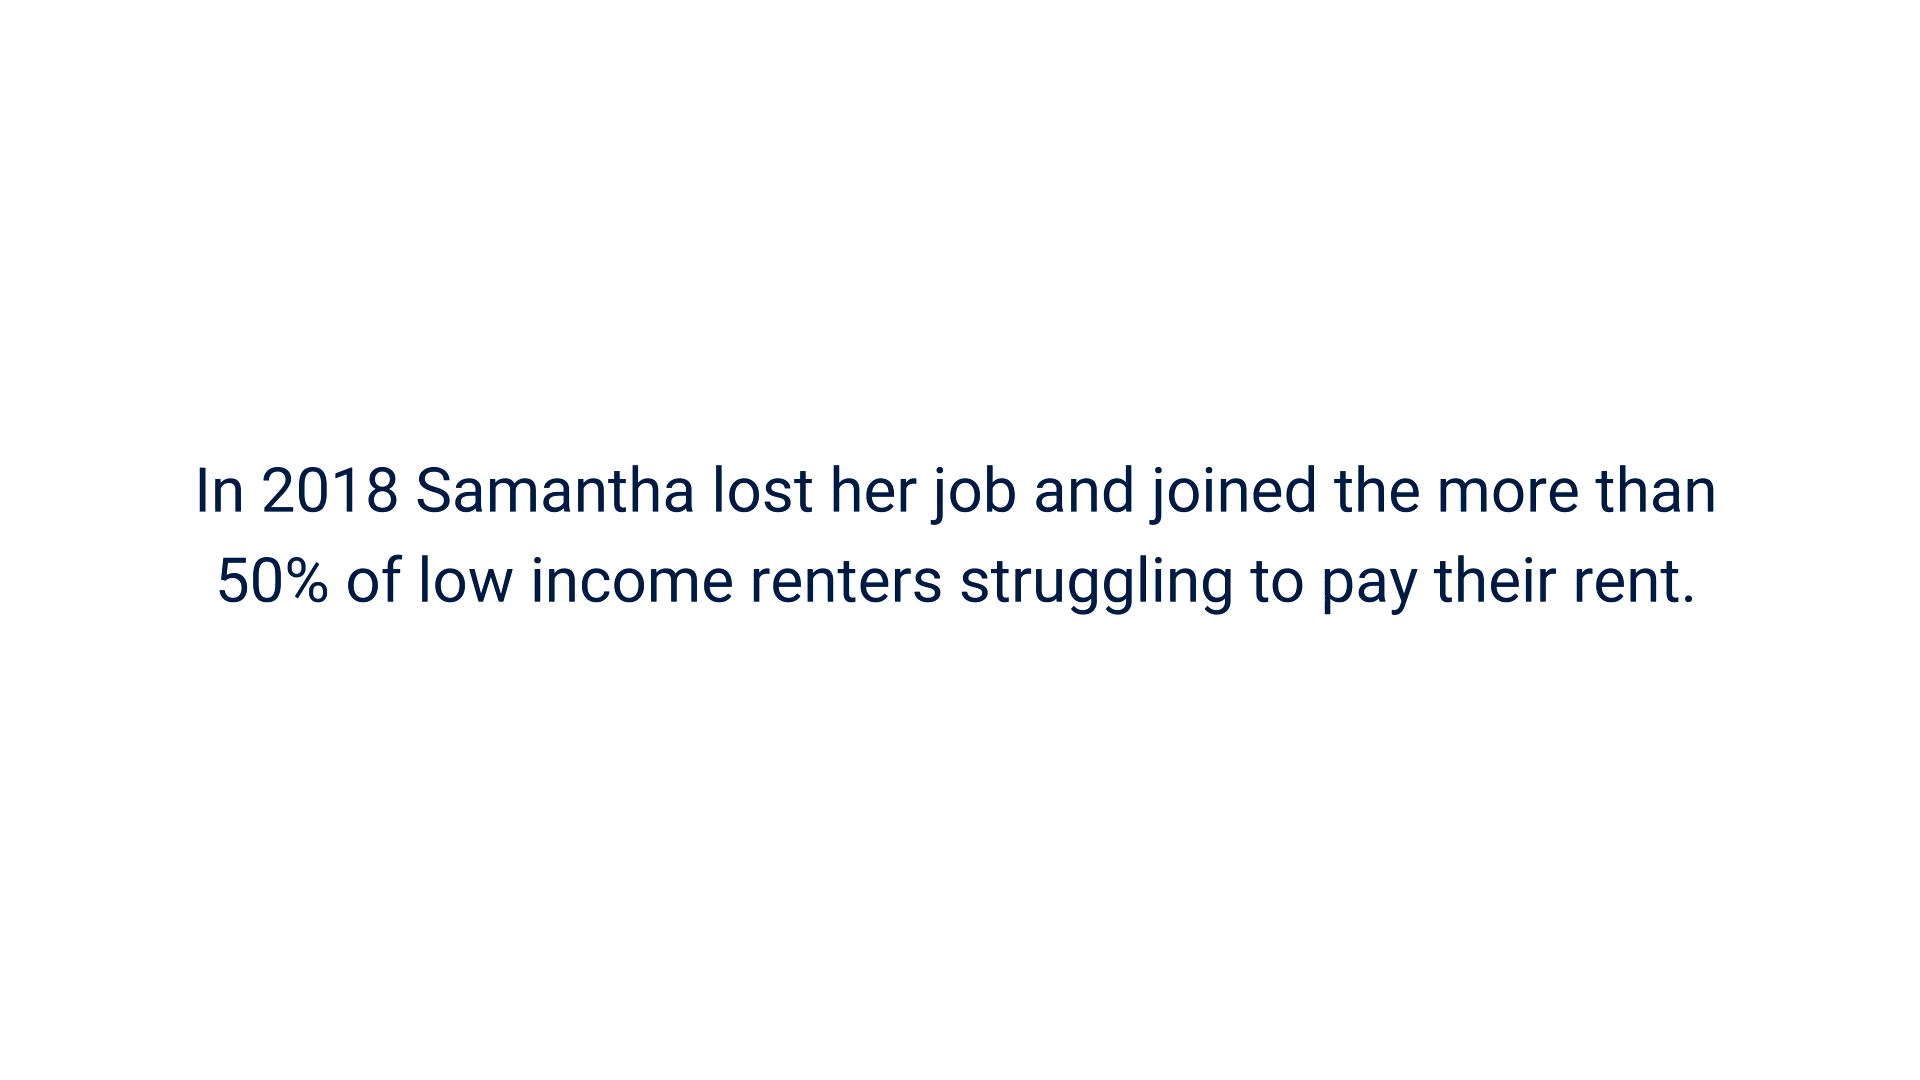 In 2018 Samantha lost her job and joined the more than
50% of low income renters struggling to pay their rent.